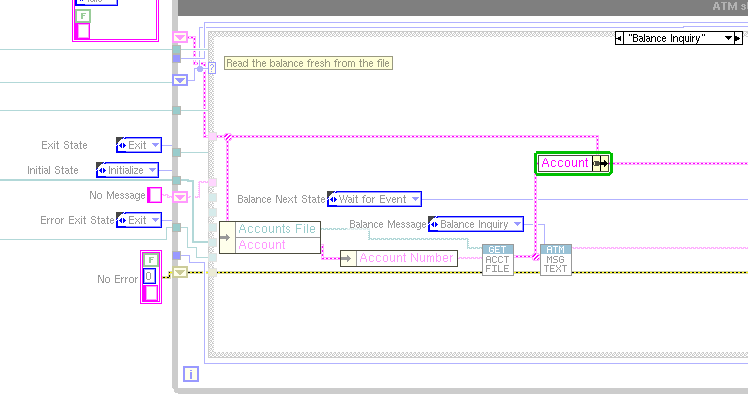 ATM s
F
"Balance Inquiry"
?
Read the balance fresh from the file
Exit State
Exit
Account
Initial State
Initialize
No Message
Balance Next State
Wait for Event
Error Exit State
Exit
Accounts File
Account
Balance Message
Balance Inquiry
Account Number
GET
ACCT
FILE
ATM
MSG
TEXT
No Error
F
0
i